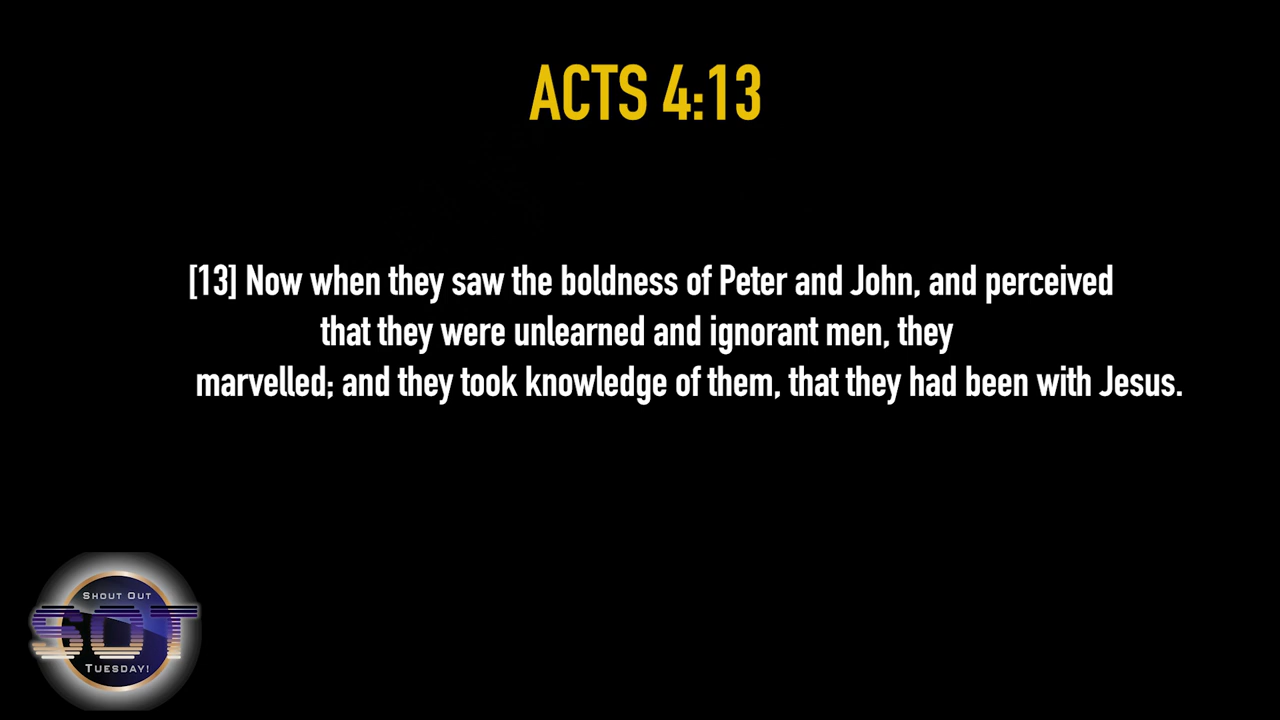 ACTS 4:13
[13] Now when they saw the boldness of Peter and John, and perceived
that they were unlearned and ignorant men, they
marvelled; and they took knowledge of them, that they had been with Jesus.
SHOUT OUT
SOT
TUESDAY!